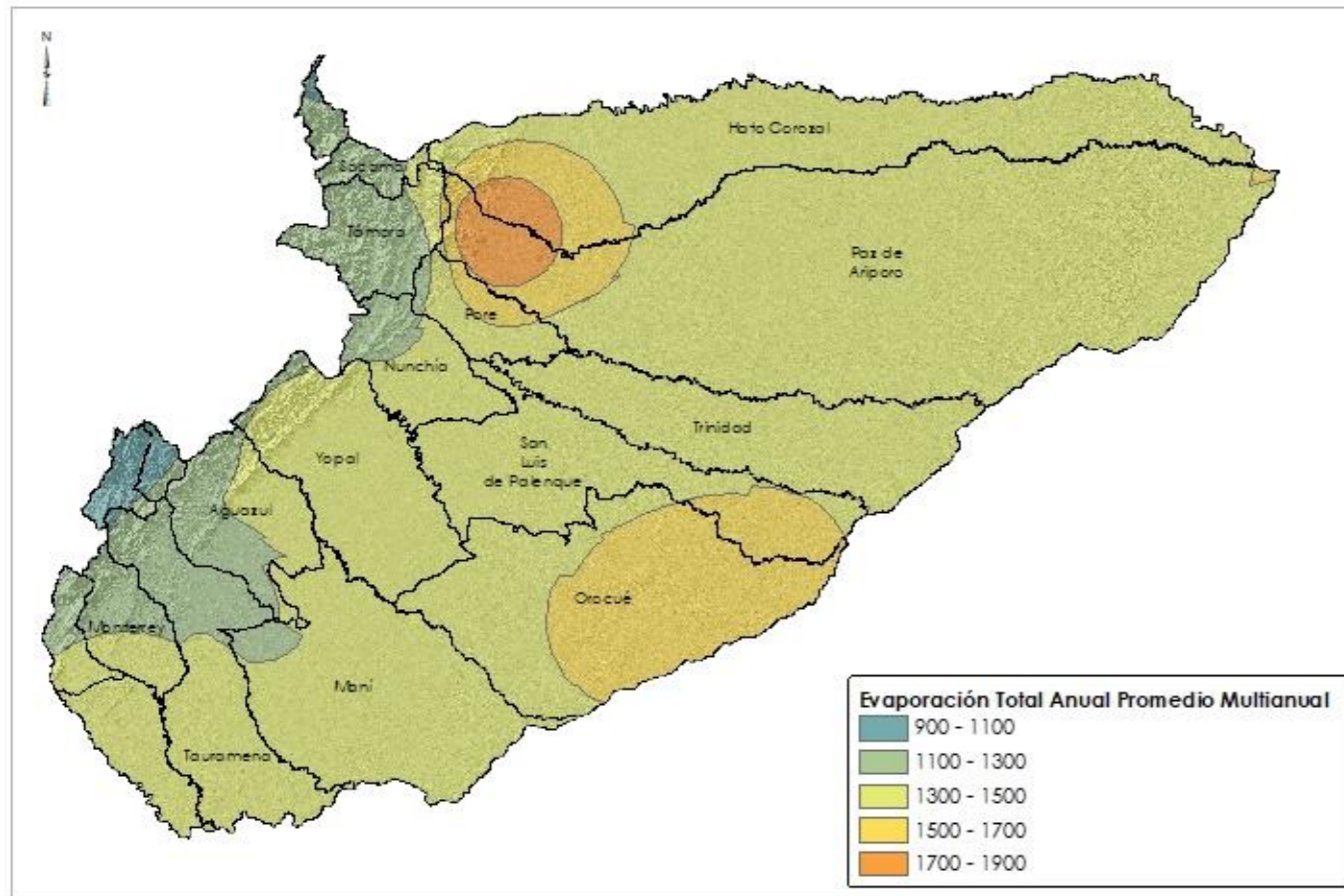 N
Hato Corozal
Támara
Paz de
Ariporo
Pore
Nunchía
Trinidad
San
Luis
de Palenque
Yopal
Aguazul
Orocué
Monterrey
Maní
Tauramena
Evaporación Total Anual Promedio Multianual
900 - 1100
1100 - 1300
1300 - 1500
1500 - 1700
1700 - 1900